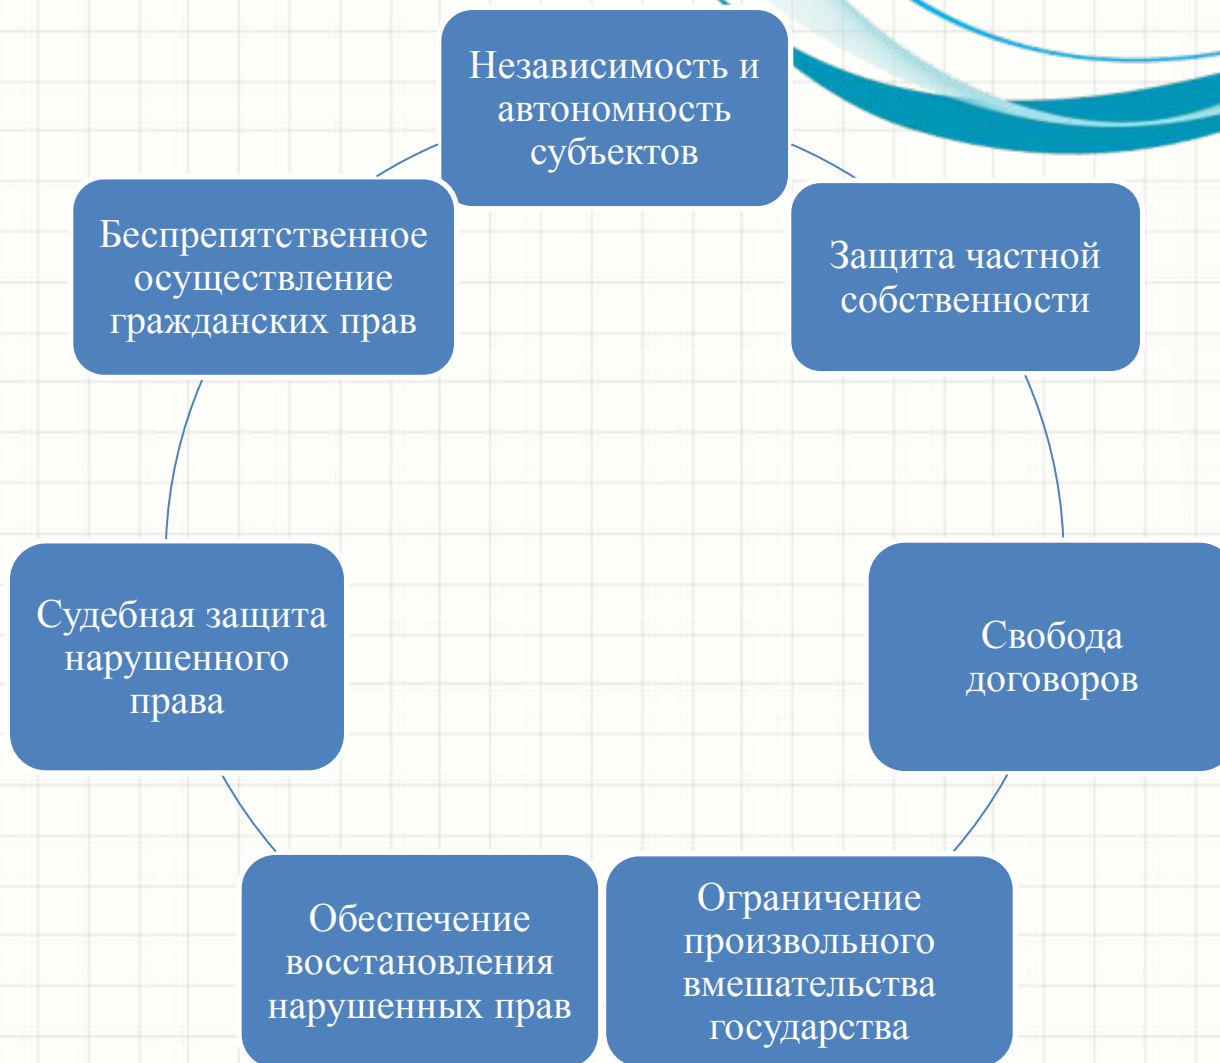 Независимость и
автономность
субъектов
Защита частной
собственности
Свобода
договоров
Ограничение
произвольного
вмешательства
государства
Обеспечение
восстановления
нарушенных прав
Судебная защита
нарушенного
права
Беспрепятственное
осуществление
гражданских прав